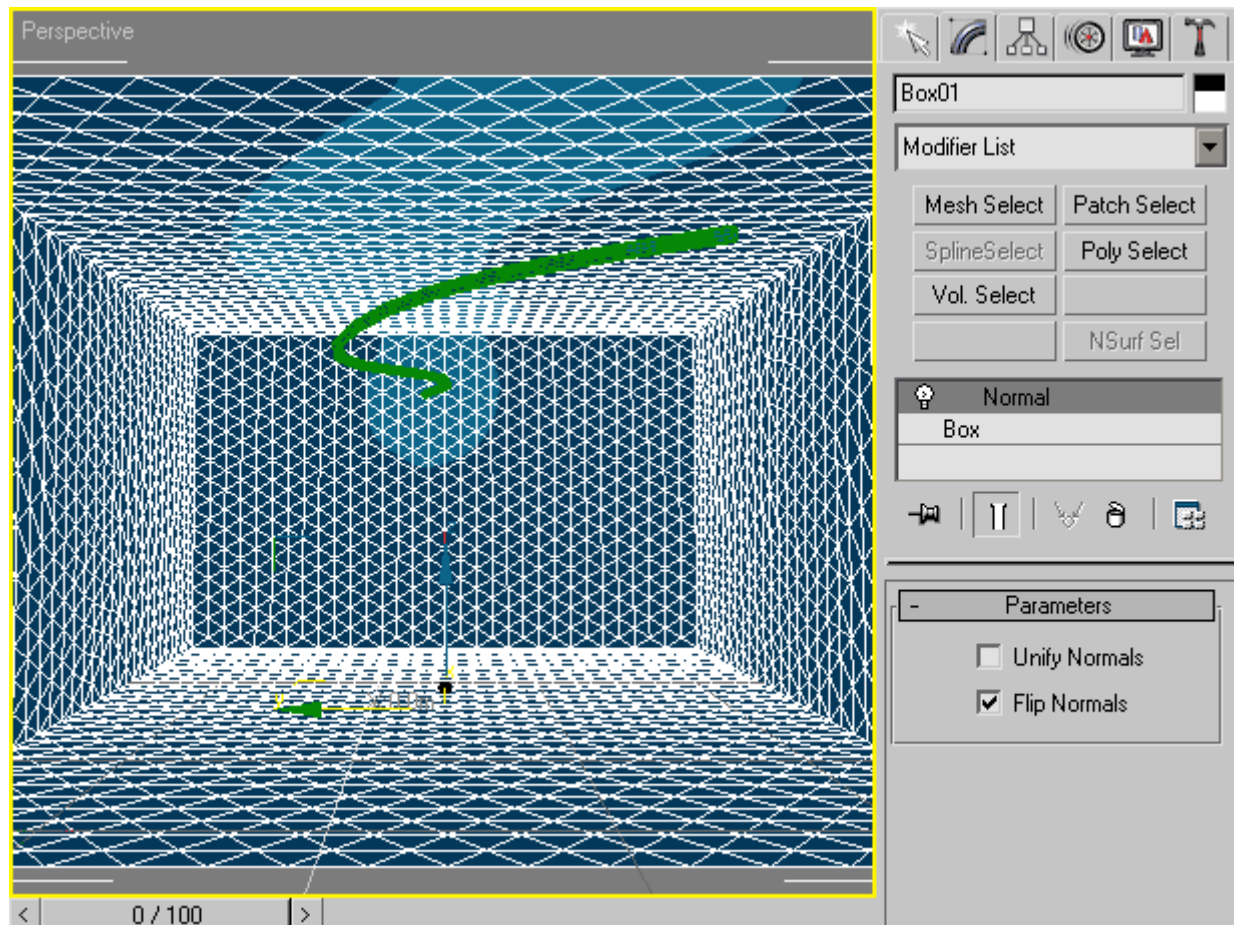 Perspective
Box01
Modifier List
Mesh Select
Patch Select
SplineSelect
Poly Select
Vol. Select
NSurf Sel
Normal
Box
- Parameters
Unify Normals
Flip Normals
y
< 0 / 100 >